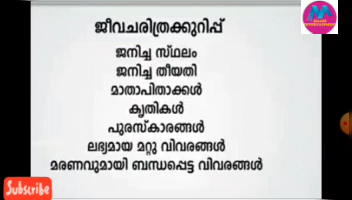 ജീവചരിത്രക്കുറിപ്പ്
ജനിച്ച സ്ഥലം
ജനിച്ച തീയതി
മാതാപിതാക്കൾ
കൃതികൾ
പുരസ്കാരങ്ങൾ
ലഭ്യമായ മറ്റു വിവരങ്ങൾ
മരണവുമായി ബന്ധപ്പെട്ട വിവരങ്ങൾ
Subscribe